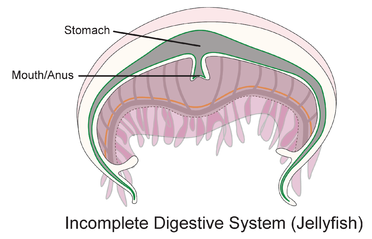 Stomach
Mouth/Anus
Incomplete Digestive System (Jellyfish)